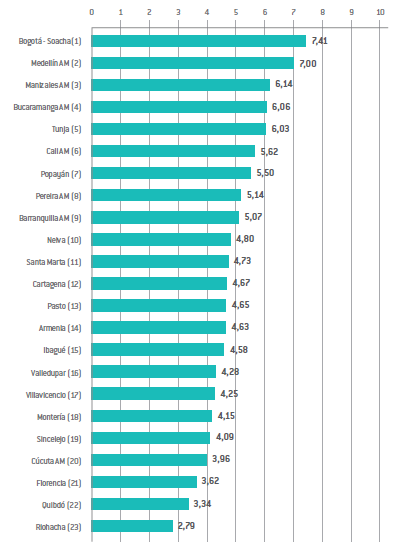 0 1 2 3 4 5 6 7 8 9 10
Bogotá - Soacha (1) 7,41
Medellín AM (2) 7,00
Manizales AM (3) 6,14
Bucaramanga AM (4) 6,06
Tunja (5) 6,03
Cali AM (6) 5,62
Popayán (7) 5,50
Pereira AM (8) 5,14
Barranquilla AM (9) 5,07
Neiva (10) 4,80
Santa Marta (11) 4,73
Cartagena (12) 4,67
Pasto (13) 4,65
Armenia (14) 4,63
Ibagué (15) 4,58
Valledupar (16) 4,28
Villavicencio (17) 4,25
Montería (18) 4,15
Sincelejo (19) 4,09
Cúcuta AM (20) 3,96
Florencia (21) 3,62
Quibdó (22) 3,34
Riohacha (23) 2,79